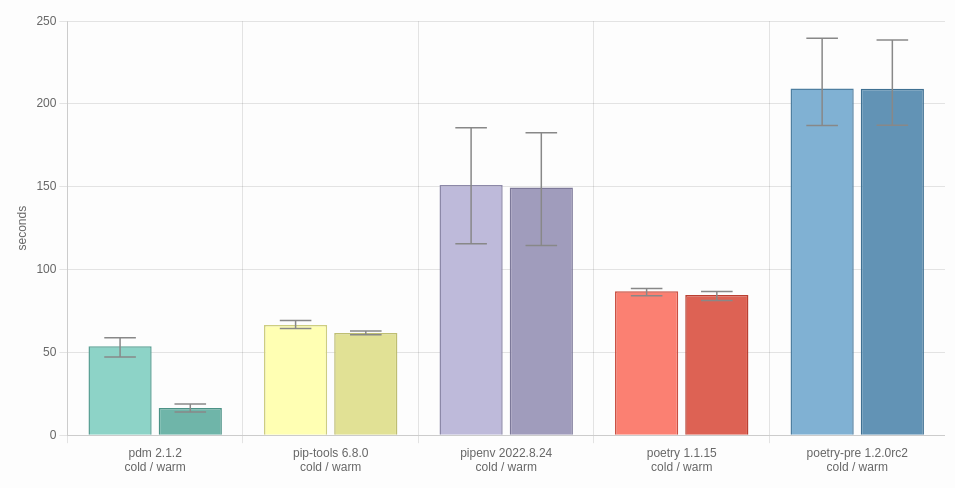 250
200
150
100
50
0
seconds
pdm 2.1.2
cold / warm
pip-tools 6.8.0
cold / warm
pipenv 2022.8.24
cold / warm
poetry 1.1.15
cold / warm
poetry-pre 1.2.0rc2
cold / warm